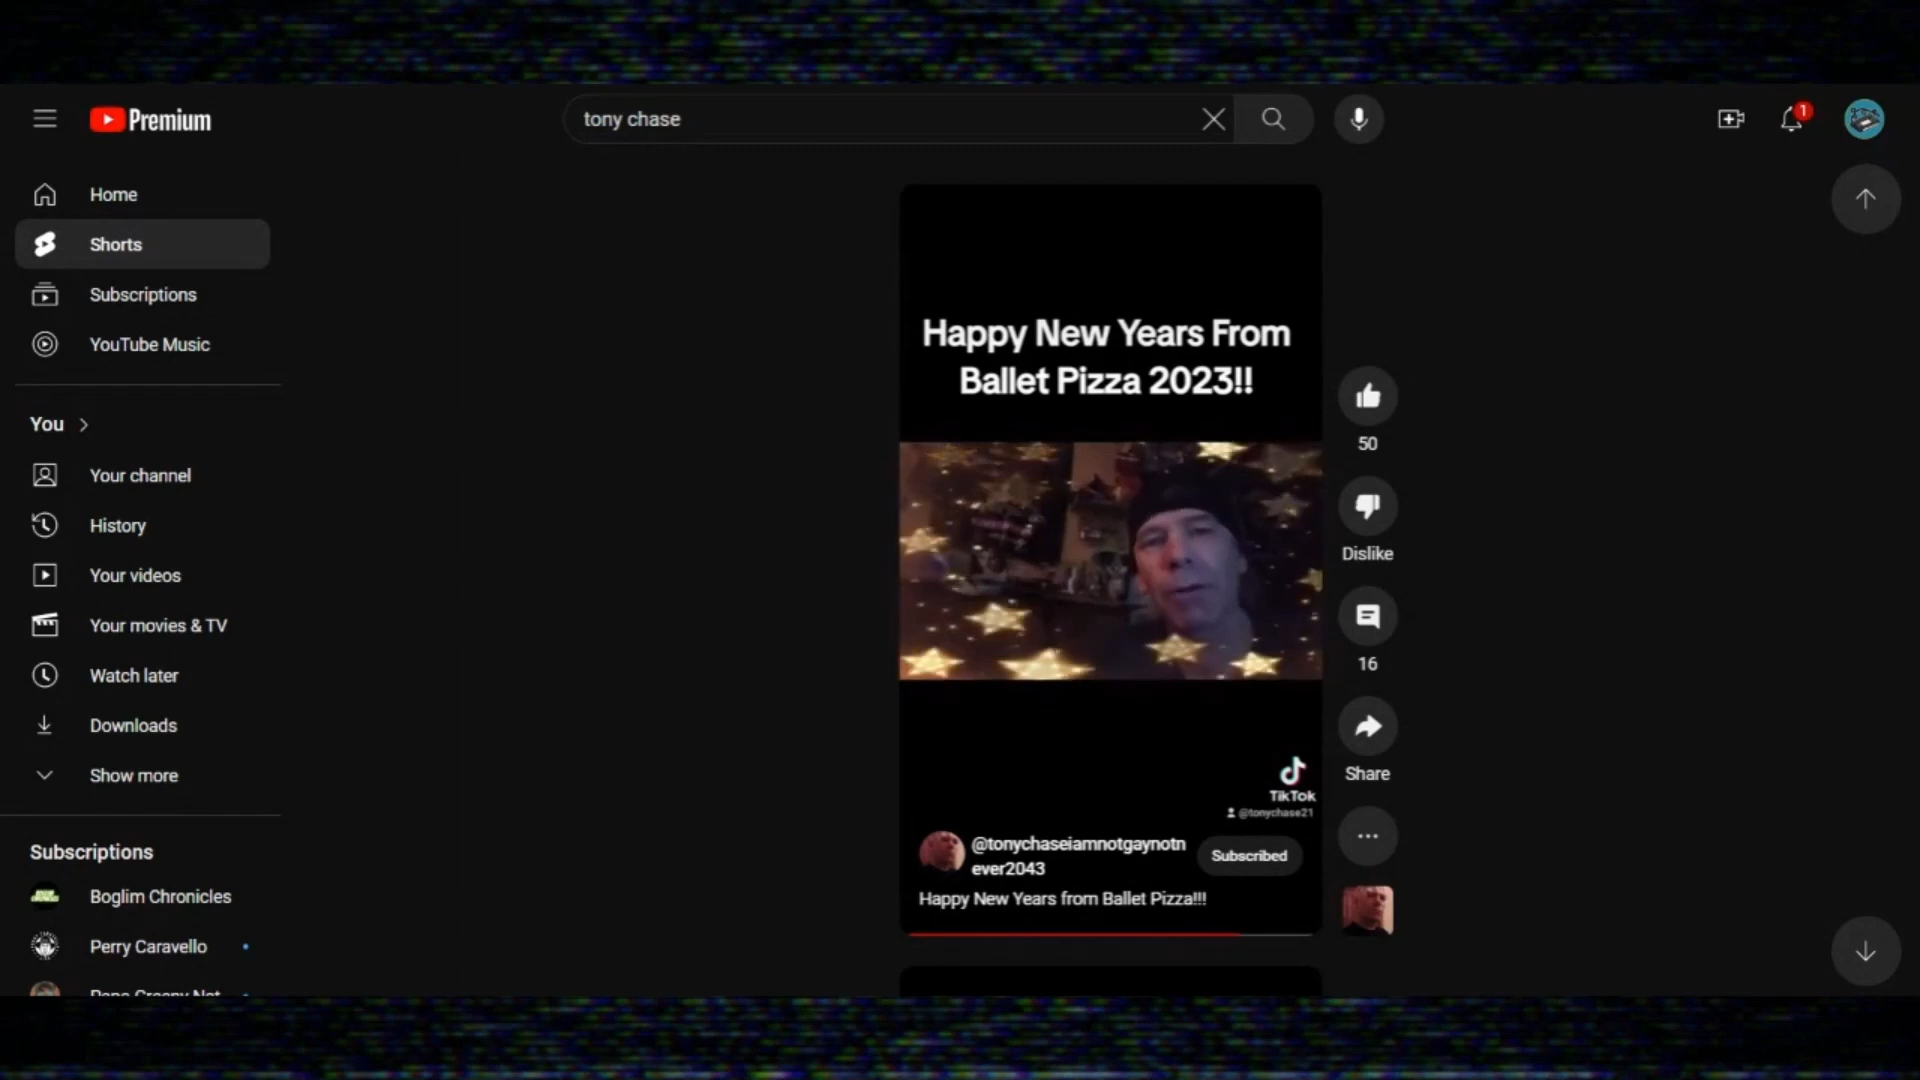 Premium
tony chase
1
Home
Shorts
Subscriptions
YouTube Music
You
Your channel
History
Your videos
Your movies & TV
Watch later
Downloads
Show more
Subscriptions
Boglim Chronicles
Perry Caravello
Happy New Years From
Ballet Pizza 2023!!
TikTok
@tonychase21
@tonychaseiamnotgaynotn
ever2043
Subscribed
Happy New Years from Ballet Pizza!!!
50
Dislike
16
Share